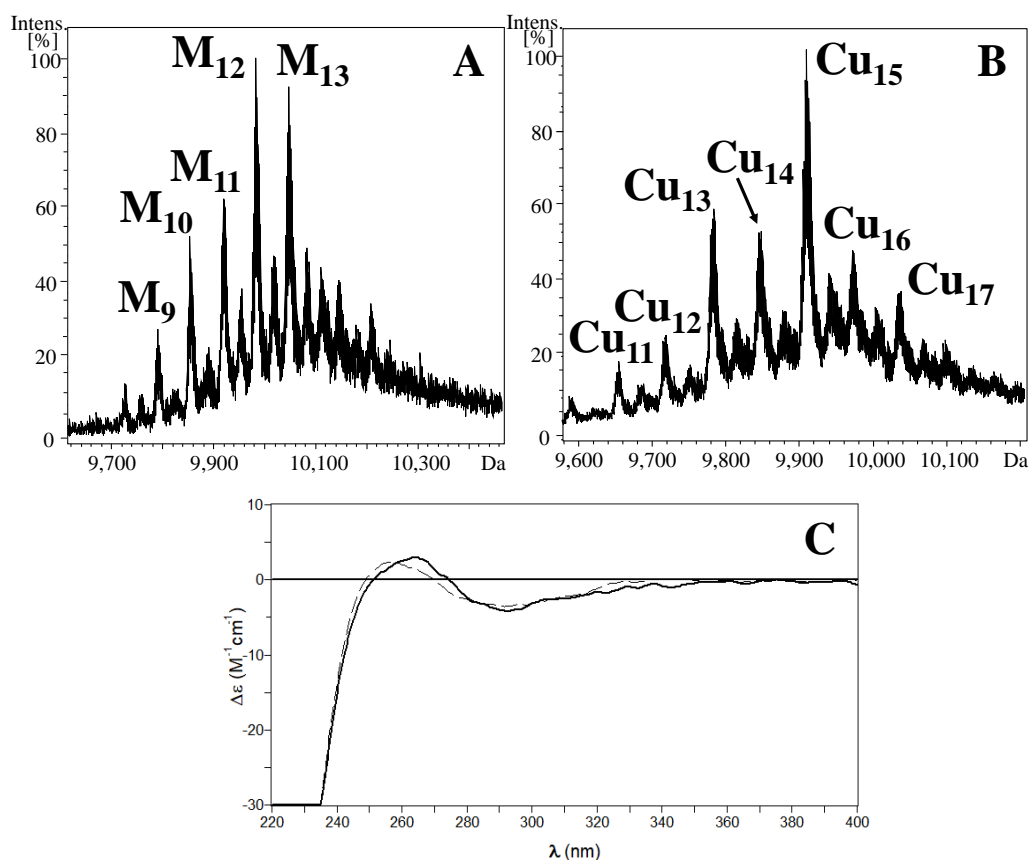 Intens.
[%]
A
M₁₂
M₁₃
M₁₁
M₁₀
M₉
100
80
60
40
20
0
9,700 9,900 10,100 10,300 Da
Intens.
[%]
B
Cu₁₅
Cu₁₄
Cu₁₃
Cu₁₆
Cu₁₂
Cu₁₁
Cu₁₇
100
80
60
40
20
0
9,600 9,700 9,800 9,900 10,000 10,100 Da
C
10
0
-10
-20
-30
Δε (M⁻¹cm⁻¹)
220 240 260 280 300 320 340 360 380 400
λ (nm)